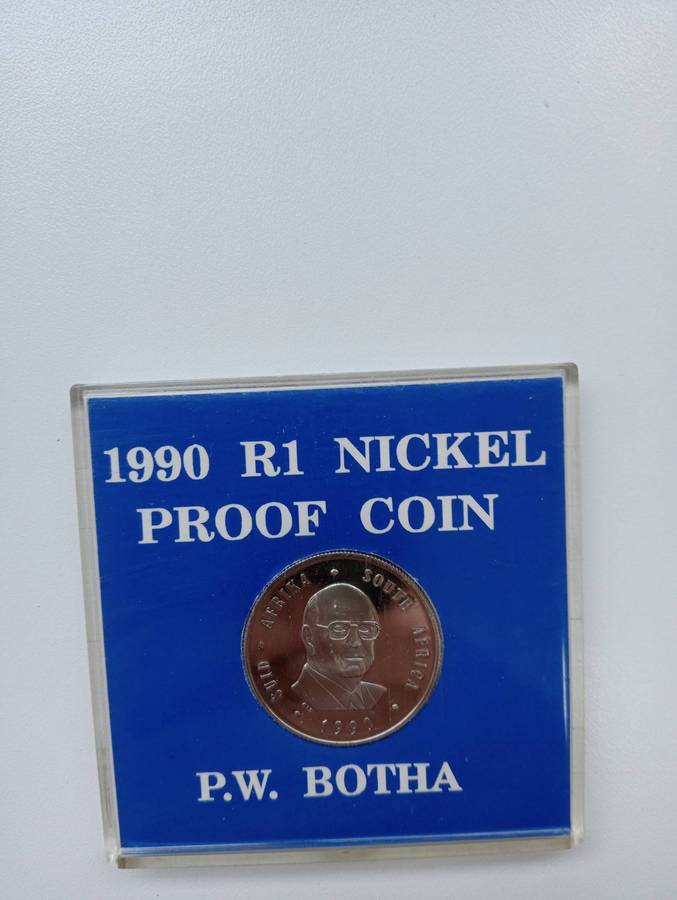 1990 R1 NICKEL
PROOF COIN
SUID - AFRIKA · SOUTH AFRICA
· 1990 ·
P.W. BOTHA